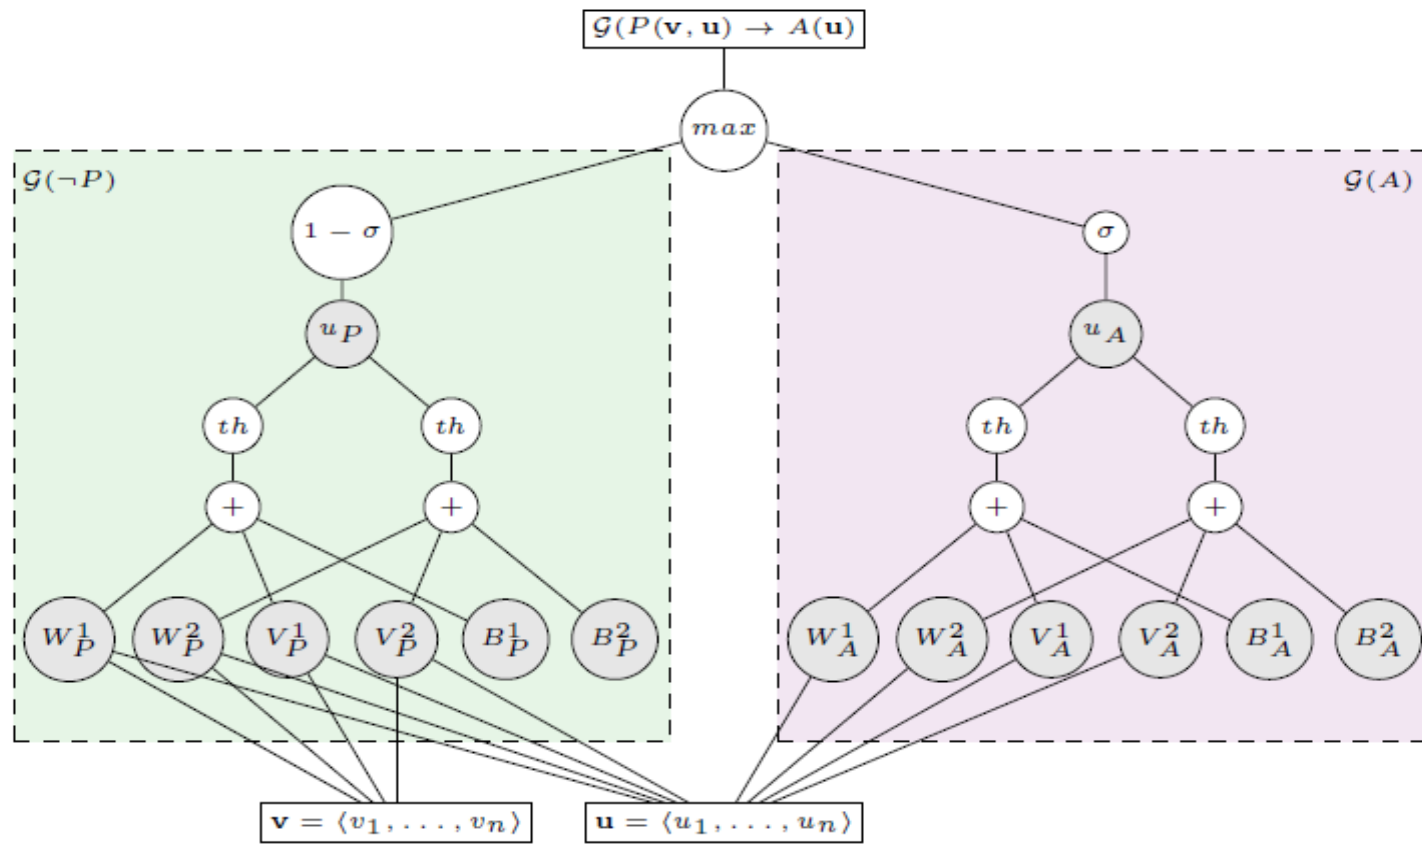 𝒢(P(𝐯, 𝐮) → A(𝐮)
max
𝒢(¬P)
𝒢(A)
1 − σ
σ
u_P
u_A
th th th th
+ + + +
W_P^1 W_P^2 V_P^1 V_P^2 B_P^1 B_P^2 W_A^1 W_A^2 V_A^1 V_A^2 B_A^1 B_A^2
𝐯 = ⟨v_1, . . . , v_n⟩ 𝐮 = ⟨u_1, . . . , u_n⟩